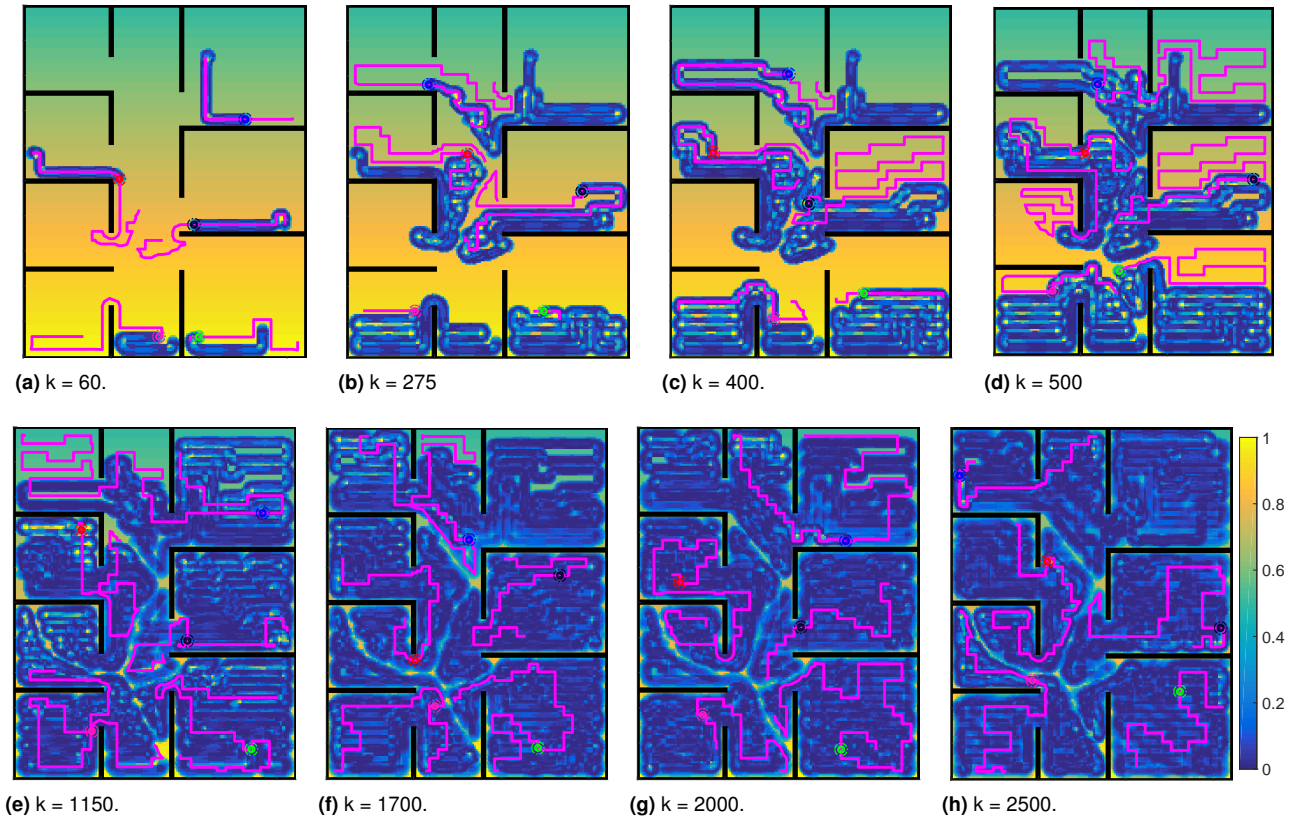 (a) k = 60.
(b) k = 275
(c) k = 400.
(d) k = 500
1
0.8
0.6
0.4
0.2
0
(e) k = 1150.
(f) k = 1700.
(g) k = 2000.
(h) k = 2500.